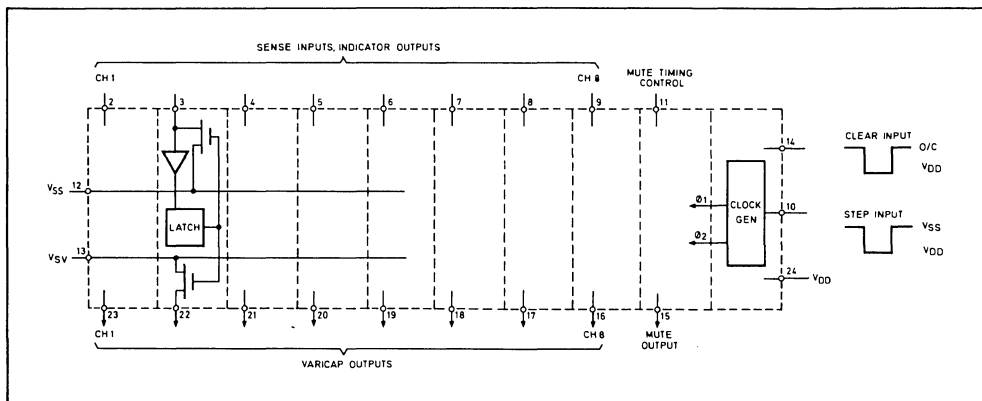 SENSE INPUTS, INDICATOR OUTPUTS
CH 1
CH 8
MUTE TIMING
CONTROL
2
3
4
5
6
7
8
9
11
14
CLEAR INPUT
O/C
VDD
VSS
12
LATCH
Ø1
Ø2
CLOCK
GEN
10
STEP INPUT
VSS
VDD
13
VSV
24
VDD
23
22
21
20
19
18
17
16
15
CH 1
CH 8
MUTE
OUTPUT
VARICAP OUTPUTS